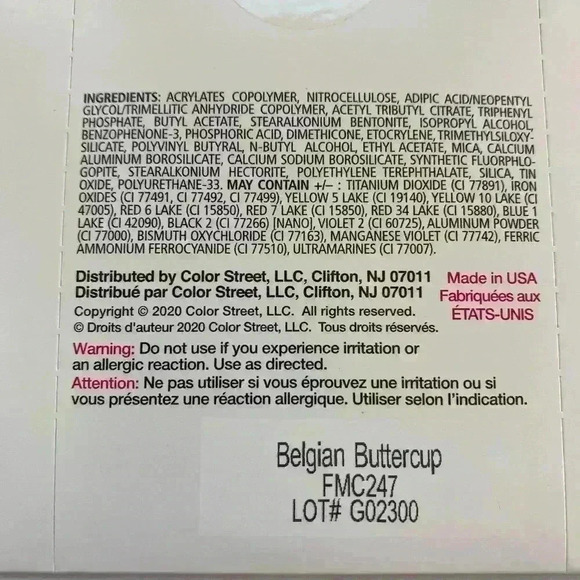 INGREDIENTS: ACRYLATES COPOLYMER, NITROCELLULOSE, ADIPIC ACID/NEOPENTYL
GLYCOL/TRIMELLITIC ANHYDRIDE COPOLYMER, ACETYL TRIBUTYL CITRATE, TRIPHENYL
PHOSPHATE, BUTYL ACETATE, STEARALKONIUM BENTONITE, ISOPROPYL ALCOHOL,
BENZOPHENONE-3, PHOSPHORIC ACID, DIMETHICONE, ETOCRYLENE, TRIMETHYLSILOXY-
SILICATE, POLYVINYL BUTYRAL, N-BUTYL ALCOHOL, ETHYL ACETATE, MICA, CALCIUM
ALUMINUM BOROSILICATE, CALCIUM SODIUM BOROSILICATE, SYNTHETIC FLUORPHLO-
GOPITE, STEARALKONIUM HECTORITE, POLYETHYLENE TEREPHTHALATE, SILICA, TIN
OXIDE, POLYURETHANE-33. MAY CONTAIN +/– : TITANIUM DIOXIDE (CI 77891), IRON
OXIDES (CI 77491, CI 77492, CI 77499), YELLOW 5 LAKE (CI 19140), YELLOW 10 LAKE (CI
47005), RED 6 LAKE (CI 15850), RED 7 LAKE (CI 15850), RED 34 LAKE (CI 15880), BLUE 1
LAKE (CI 42090), BLACK 2 (CI 77266) [NANO], VIOLET 2 (CI 60725), ALUMINUM POWDER
(CI 77000), BISMUTH OXYCHLORIDE (CI 77163), MANGANESE VIOLET (CI 77742), FERRIC
AMMONIUM FERROCYANIDE (CI 77510), ULTRAMARINES (CI 77007).
Distributed by Color Street, LLC, Clifton, NJ 07011
Distribué par Color Street, LLC, Clifton, NJ 07011
Copyright © 2020 Color Street, LLC. All rights reserved.
© Droits d'auteur 2020 Color Street, LLC. Tous droits réservés.
Made in USA
Fabriquées aux
ÉTATS-UNIS
Warning: Do not use if you experience irritation or
an allergic reaction. Use as directed.
Attention: Ne pas utiliser si vous éprouvez une irritation ou si
vous présentez une réaction allergique. Utiliser selon l'indication.
Belgian Buttercup
FMC247
LOT# G02300